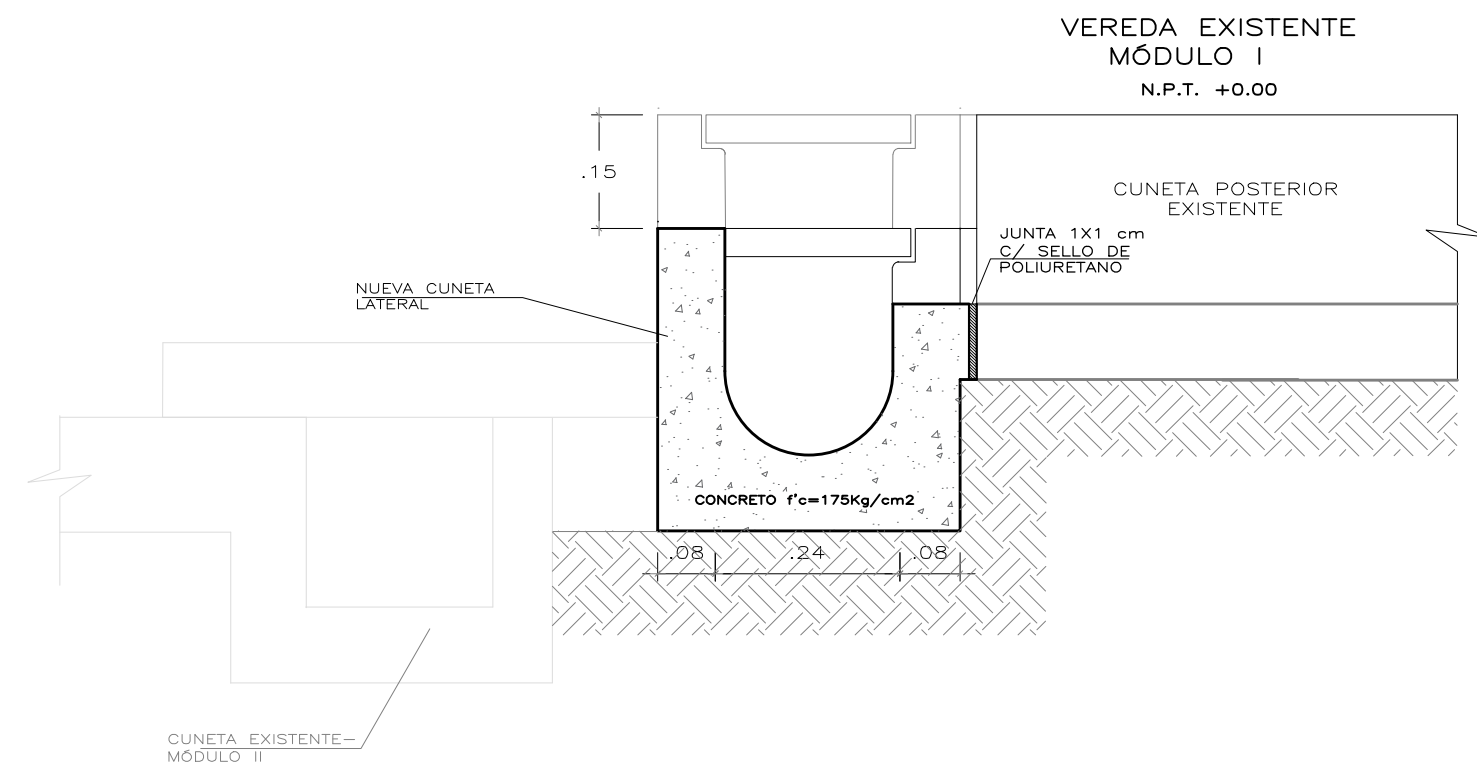 VEREDA EXISTENTE
MÓDULO I
N.P.T. +0.00
.15
CUNETA POSTERIOR
EXISTENTE
JUNTA 1X1 cm
C/ SELLO DE
POLIURETANO
NUEVA CUNETA
LATERAL
CONCRETO f'c=175Kg/cm2
.08 .24 .08
CUNETA EXISTENTE-
MÓDULO II